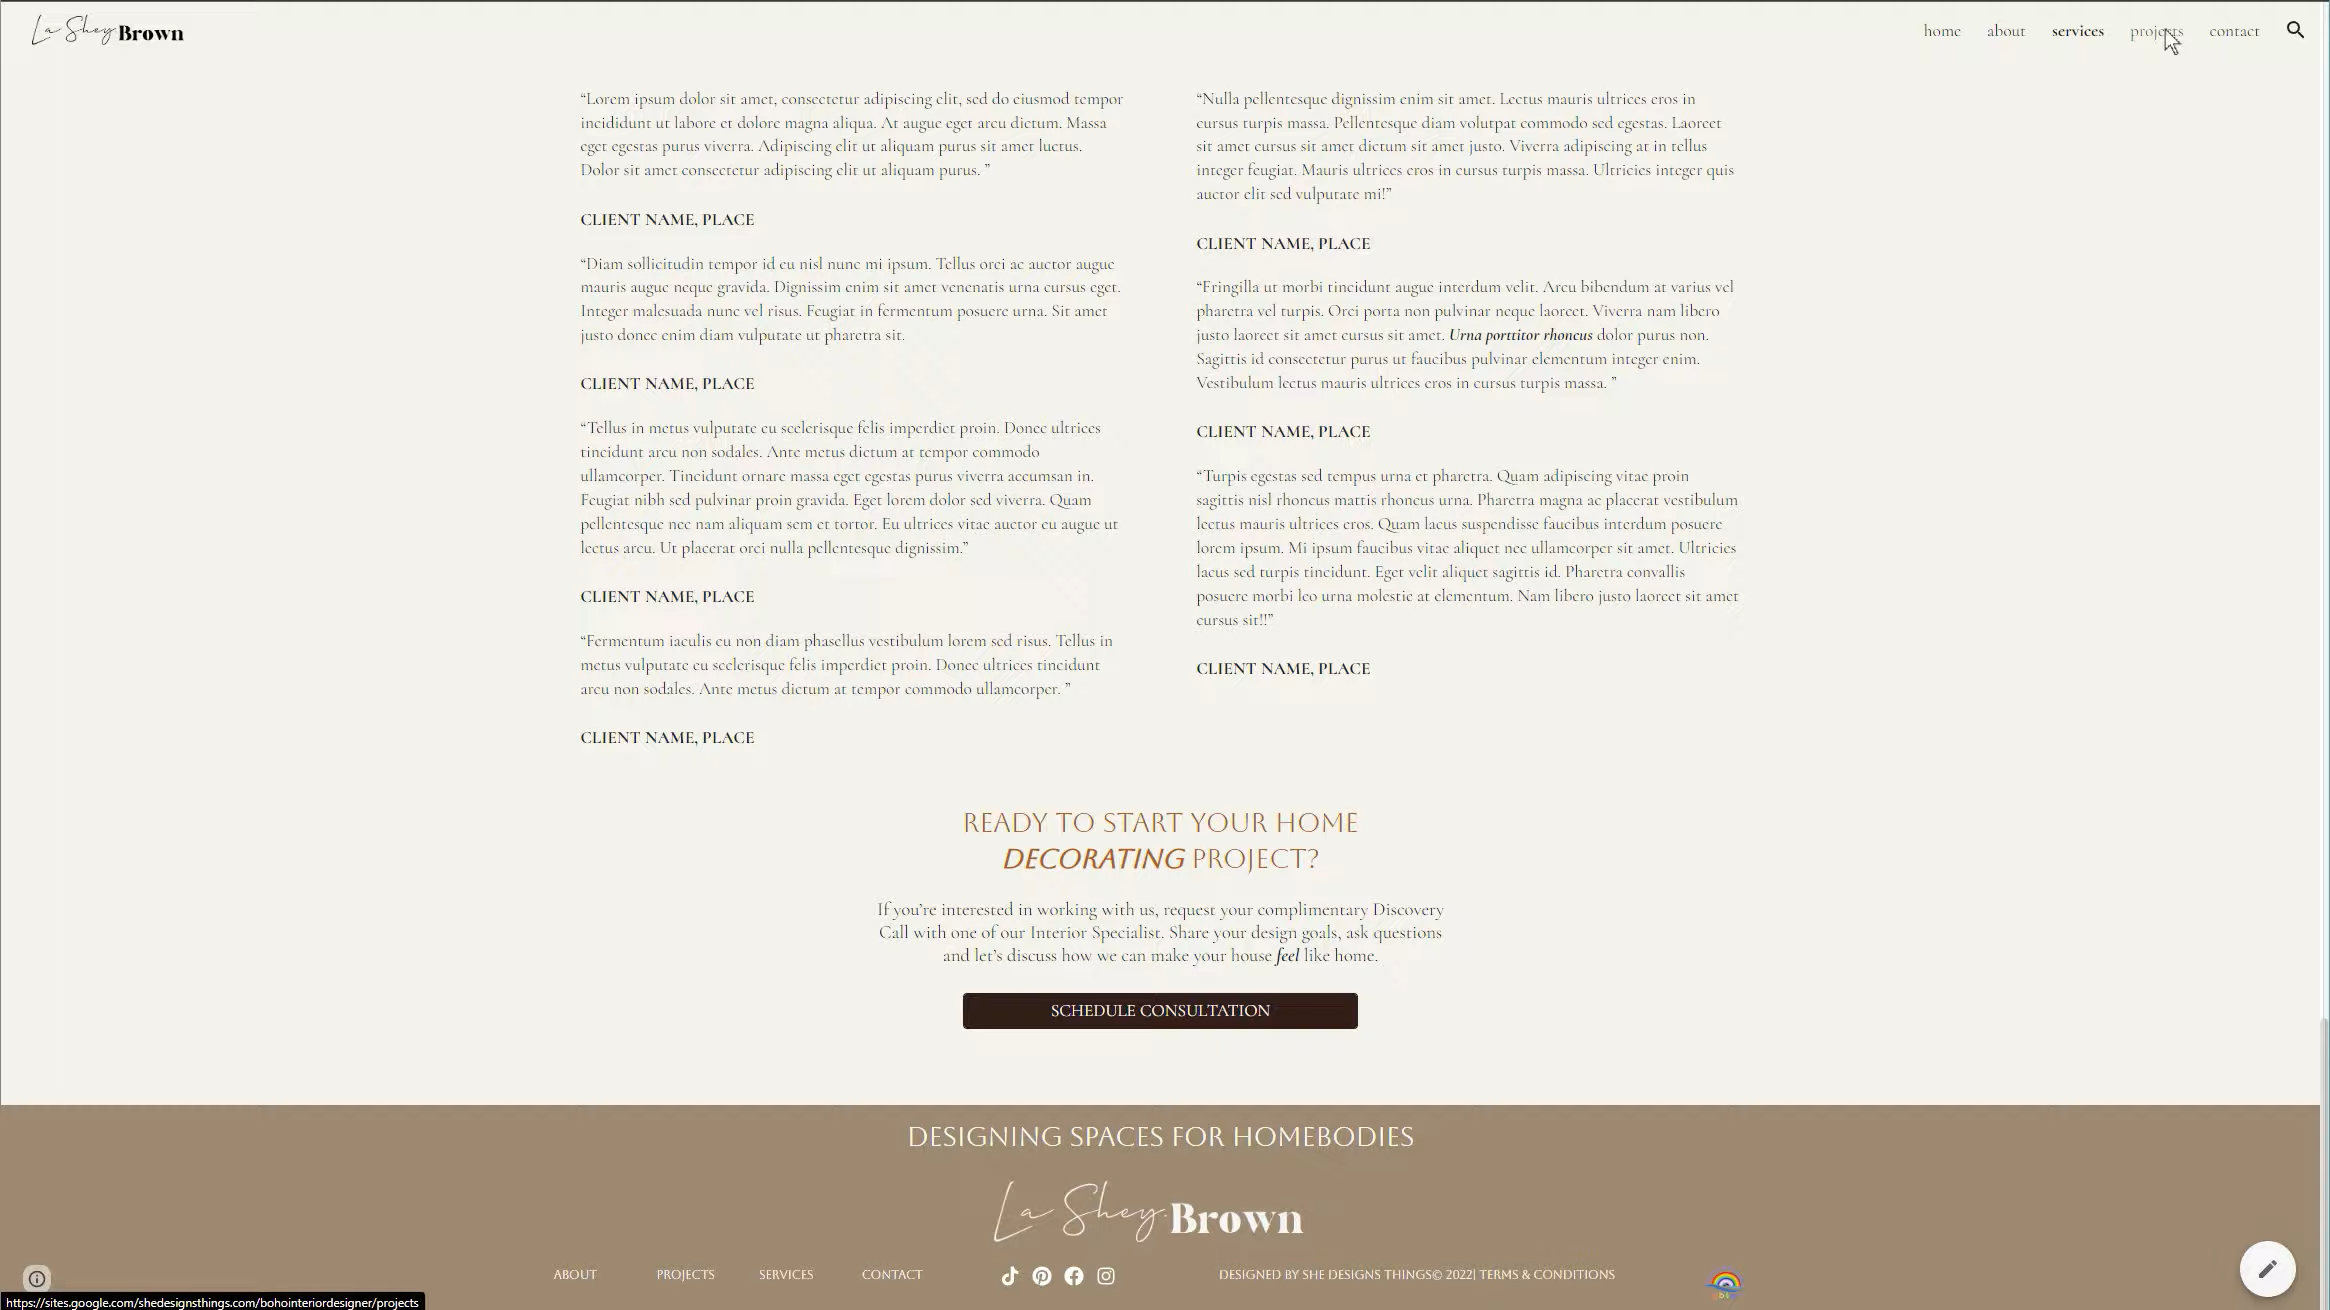 La Shey. Brown
home about services projects contact
“Lorem ipsum dolor sit amet, consectetur adipiscing elit, sed do eiusmod tempor
incididunt ut labore et dolore magna aliqua. At augue eget arcu dictum. Massa
eget egestas purus viverra. Adipiscing elit ut aliquam purus sit amet luctus.
Dolor sit amet consectetur adipiscing elit ut aliquam purus. ”
CLIENT NAME, PLACE
“Diam sollicitudin tempor id eu nisl nunc mi ipsum. Tellus orci ac auctor augue
mauris augue neque gravida. Dignissim enim sit amet venenatis urna cursus eget.
Integer malesuada nunc vel risus. Feugiat in fermentum posuere urna. Sit amet
justo donec enim diam vulputate ut pharetra sit.
CLIENT NAME, PLACE
“Tellus in metus vulputate eu scelerisque felis imperdiet proin. Donec ultrices
tincidunt arcu non sodales. Ante metus dictum at tempor commodo
ullamcorper. Tincidunt ornare massa eget egestas purus viverra accumsan in.
Feugiat nibh sed pulvinar proin gravida. Eget lorem dolor sed viverra. Quam
pellentesque nec nam aliquam sem et tortor. Eu ultrices vitae auctor eu augue ut
lectus arcu. Ut placerat orci nulla pellentesque dignissim.”
CLIENT NAME, PLACE
“Fermentum iaculis eu non diam phasellus vestibulum lorem sed risus. Tellus in
metus vulputate eu scelerisque felis imperdiet proin. Donec ultrices tincidunt
arcu non sodales. Ante metus dictum at tempor commodo ullamcorper. ”
CLIENT NAME, PLACE
“Nulla pellentesque dignissim enim sit amet. Lectus mauris ultrices eros in
cursus turpis massa. Pellentesque diam volutpat commodo sed egestas. Laoreet
sit amet cursus sit amet dictum sit amet justo. Viverra adipiscing at in tellus
integer feugiat. Mauris ultrices eros in cursus turpis massa. Ultricies integer quis
auctor elit sed vulputate mi!”
CLIENT NAME, PLACE
“Fringilla ut morbi tincidunt augue interdum velit. Arcu bibendum at varius vel
pharetra vel turpis. Orci porta non pulvinar neque laoreet. Viverra nam libero
justo laoreet sit amet cursus sit amet. Urna porttitor rhoncus dolor purus non.
Sagittis id consectetur purus ut faucibus pulvinar elementum integer enim.
Vestibulum lectus mauris ultrices eros in cursus turpis massa. ”
CLIENT NAME, PLACE
“Turpis egestas sed tempus urna et pharetra. Quam adipiscing vitae proin
sagittis nisl rhoncus mattis rhoncus urna. Pharetra magna ac placerat vestibulum
lectus mauris ultrices eros. Quam lacus suspendisse faucibus interdum posuere
lorem ipsum. Mi ipsum faucibus vitae aliquet nec ullamcorper sit amet. Ultricies
lacus sed turpis tincidunt. Eget velit aliquet sagittis id. Pharetra convallis
posuere morbi leo urna molestie at elementum. Nam libero justo laoreet sit amet
cursus sit!!”
CLIENT NAME, PLACE
READY TO START YOUR HOME
DECORATING PROJECT?
If you’re interested in working with us, request your complimentary Discovery
Call with one of our Interior Specialist. Share your design goals, ask questions
and let’s discuss how we can make your house feel like home.
SCHEDULE CONSULTATION
DESIGNING SPACES FOR HOMEBODIES
La Shey. Brown
ABOUT PROJECTS SERVICES CONTACT DESIGNED BY SHE DESIGNS THINGS© 2022| TERMS & CONDITIONS
https://sites.google.com/shedesignsthings.com/bohointeriordesigner/projects